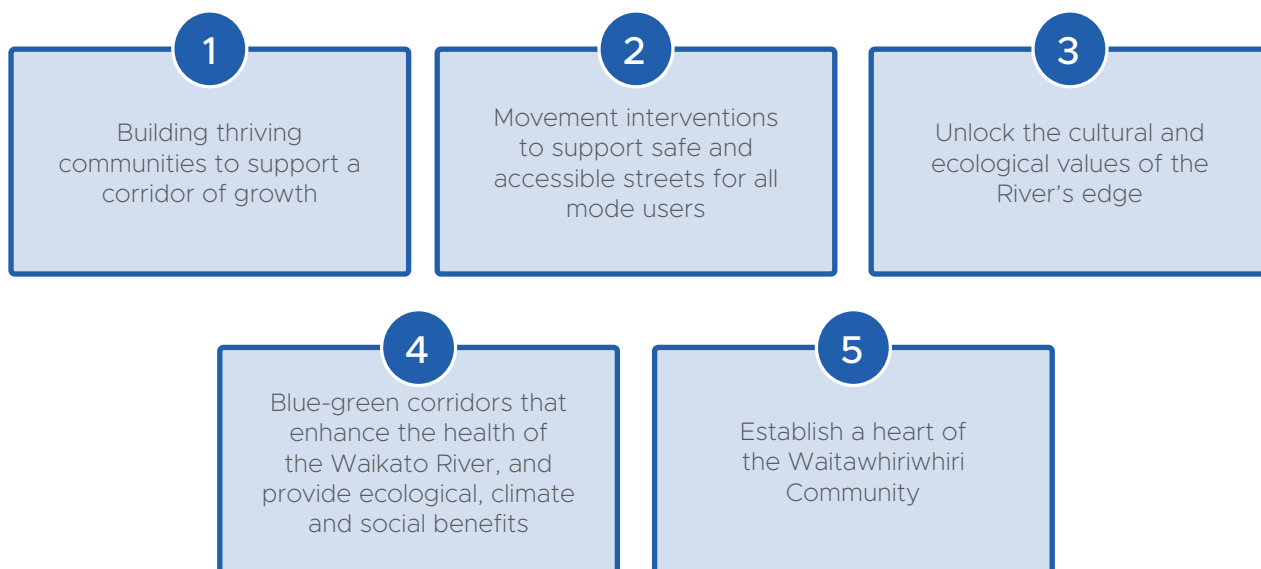 1
Building thriving
communities to support a
corridor of growth
2
Movement interventions
to support safe and
accessible streets for all
mode users
3
Unlock the cultural and
ecological values of the
River’s edge
4
Blue-green corridors that
enhance the health of
the Waikato River, and
provide ecological, climate
and social benefits
5
Establish a heart of
the Waitawhiriwhiri
Community